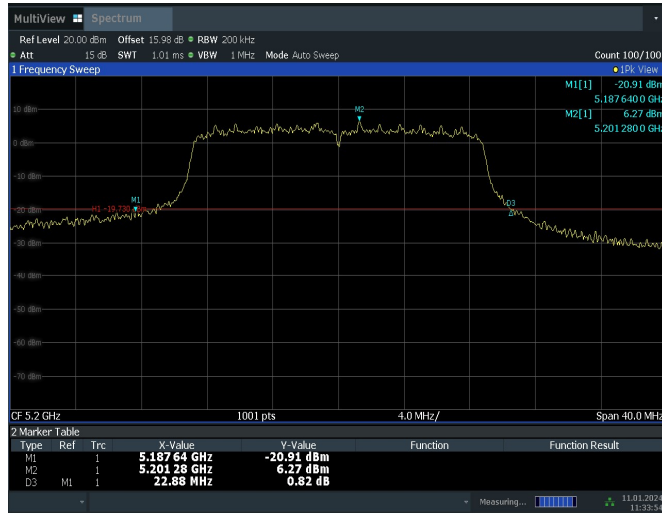 MultiView Spectrum
Ref Level 20.00 dBm Offset 15.98 dB RBW 200 kHz
Att 15 dB SWT 1.01 ms VBW 1 MHz Mode Auto Sweep Count 100/100
1 Frequency Sweep 1Pk View
M1[1] -20.91 dBm
5.187640 0 GHz
M2[1] 6.27 dBm
5.201280 0 GHz
10 dBm
M2
0 dBm
-10 dBm
M1
D3
-20 dBm
H1 -19.730 dBm
-30 dBm
-40 dBm
-50 dBm
-60 dBm
-70 dBm
CF 5.2 GHz 1001 pts 4.0 MHz/ Span 40.0 MHz
2 Marker Table
Type Ref Trc X-Value Y-Value Function Function Result
M1 1 5.187 64 GHz -20.91 dBm
M2 1 5.201 28 GHz 6.27 dBm
D3 M1 1 22.88 MHz 0.82 dB
Measuring... 11.01.2024
11:33:54